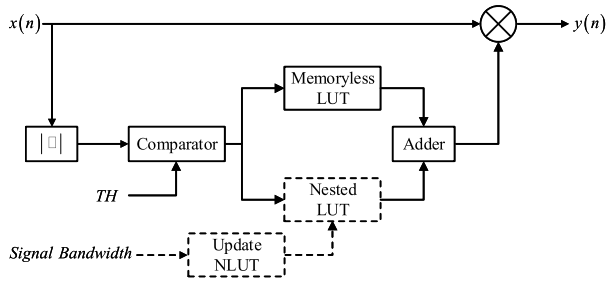 x(n)
y(n)
Memoryless
LUT
| |
Comparator
Adder
TH
Nested
LUT
Signal Bandwidth
Update
NLUT